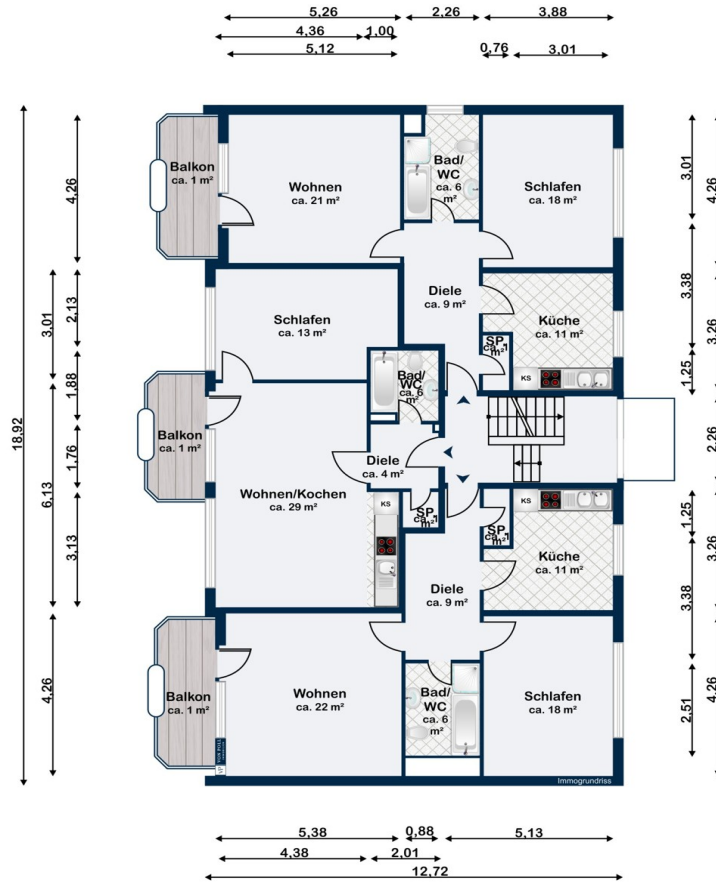 5,26
2,26
3,88
4,36
1,00
5,12
0,76
3,01
Balkon
ca. 1 m²
Wohnen
ca. 21 m²
Bad/
WC
ca. 6
m²
Schlafen
ca. 18 m²
4,26
3,01
4,26
Schlafen
ca. 13 m²
Diele
ca. 9 m²
Küche
ca. 11 m²
SP
ca. 1
m²
KS
3,01
2,13
3,38
3,26
1,25
1,88
Bad/
WC
ca. 6
m²
18,92
Balkon
ca. 1 m²
Diele
ca. 4 m²
6,13
1,76
2,26
Wohnen/Kochen
ca. 29 m²
KS
SP
ca. 1
m²
3,13
KS
SP
ca. 1
m²
Küche
ca. 11 m²
1,25
3,26
3,38
Diele
ca. 9 m²
4,26
Balkon
ca. 1 m²
Wohnen
ca. 22 m²
Bad/
WC
ca. 6
m²
Schlafen
ca. 18 m²
2,51
4,26
VP
Immogrundriss
5,38
0,88
5,13
4,38
2,01
12,72